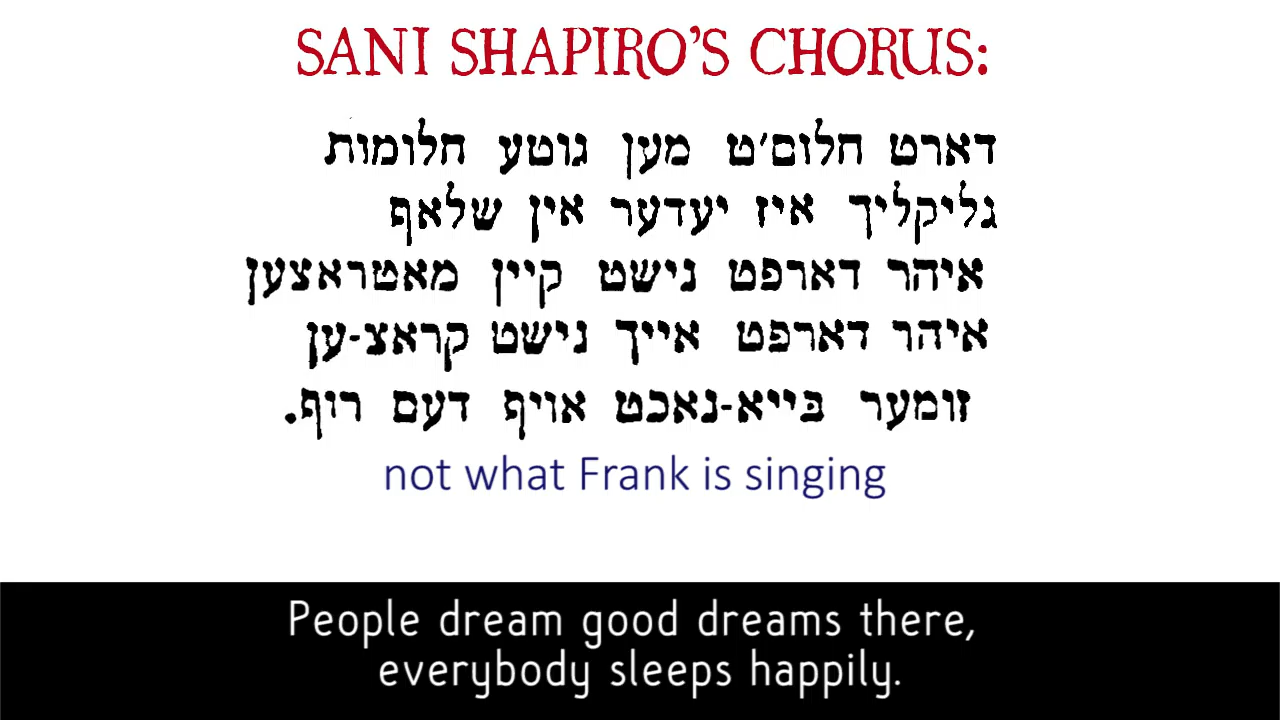 SANI SHAPIRO'S CHORUS:
דארט חלום׳ט מען גוטע חלומות
גליקליך איז יעדער אין שלאף
איהר דארפט נישט קיין מאטראצען
איהר דארפט אייך נישט קראצ-ען
זומער בּייא-נאכט אויף דעם רוף.
not what Frank is singing
People dream good dreams there,
everybody sleeps happily.